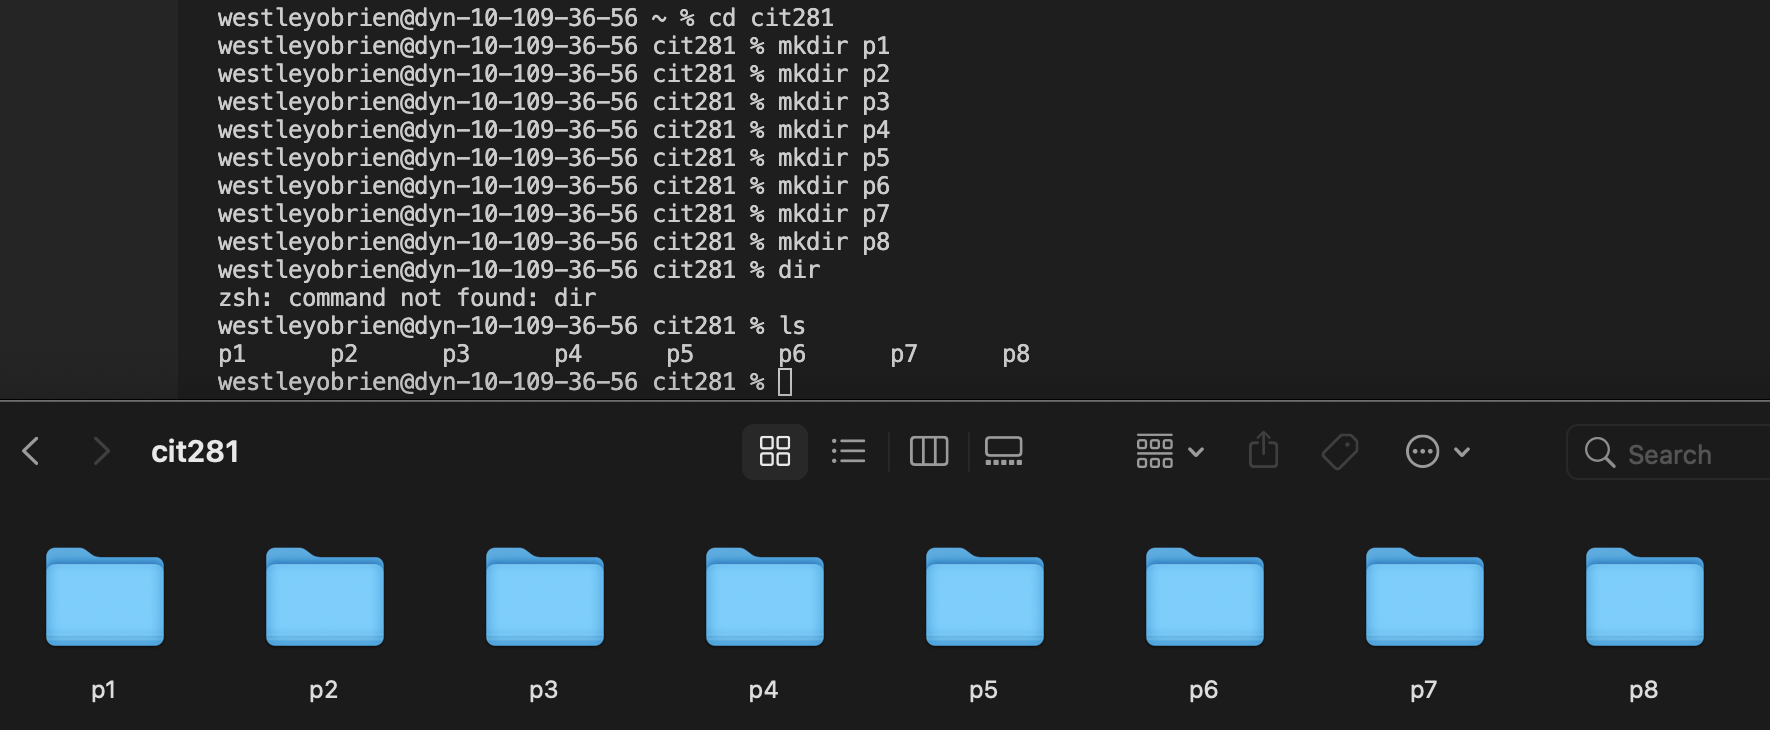 westleyobrien@dyn-10-109-36-56 ~ % cd cit281
westleyobrien@dyn-10-109-36-56 cit281 % mkdir p1
westleyobrien@dyn-10-109-36-56 cit281 % mkdir p2
westleyobrien@dyn-10-109-36-56 cit281 % mkdir p3
westleyobrien@dyn-10-109-36-56 cit281 % mkdir p4
westleyobrien@dyn-10-109-36-56 cit281 % mkdir p5
westleyobrien@dyn-10-109-36-56 cit281 % mkdir p6
westleyobrien@dyn-10-109-36-56 cit281 % mkdir p7
westleyobrien@dyn-10-109-36-56 cit281 % mkdir p8
westleyobrien@dyn-10-109-36-56 cit281 % dir
zsh: command not found: dir
westleyobrien@dyn-10-109-36-56 cit281 % ls
p1 p2 p3 p4 p5 p6 p7 p8
westleyobrien@dyn-10-109-36-56 cit281 %
cit281 Search
p1 p2 p3 p4 p5 p6 p7 p8